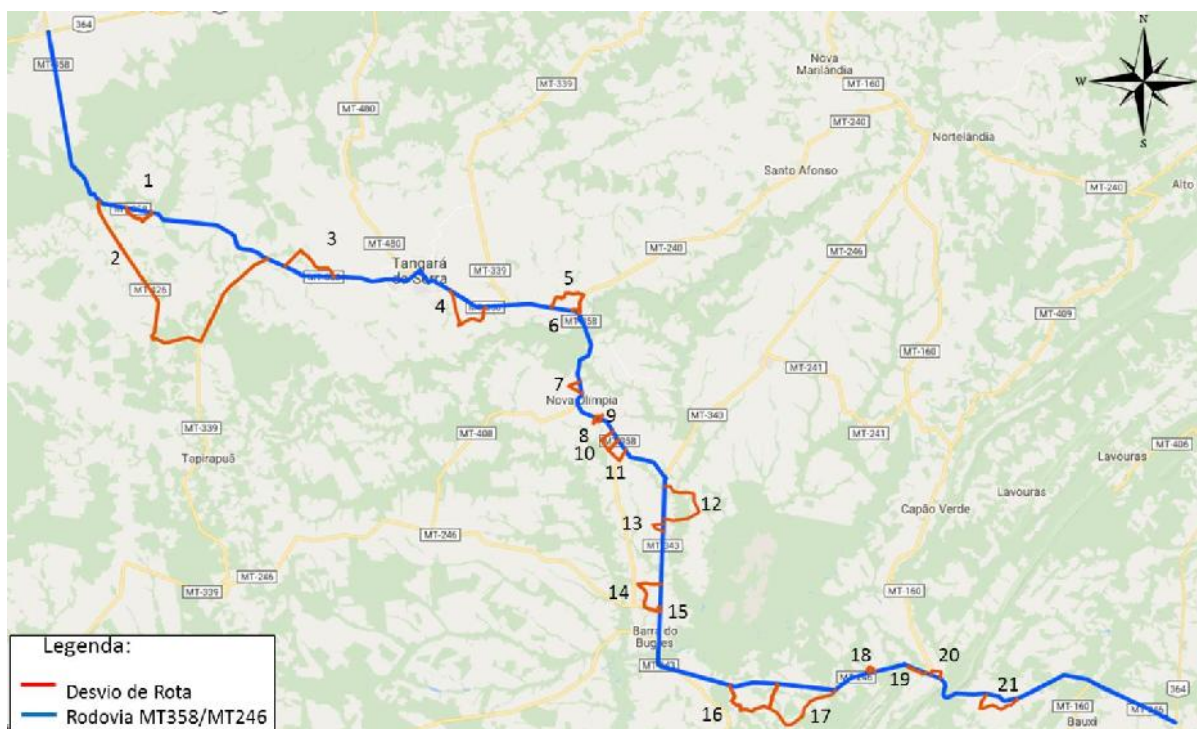 364
MT-358
N
W
E
S
Nova
Marilândia
MT-160
MT-339
MT-480
MT-240
Nortelândia
Santo Afonso
MT-240
Alto
1
2
3
MT-480
Tangará
da Serra
MT-339
MT-240
MT-246
4
5
6
MT-358
MT-409
MT-160
MT-241
7
Nova Olímpia
8
9
10
MT-358
11
MT-343
MT-408
MT-241
MT-339
Tapirapuã
MT-406
Lavouras
Lavouras
Capão Verde
12
13
MT-343
MT-246
MT-246
MT-339
MT-160
14
15
Barra do
Bugres
MT-343
16
17
18
19
MT-246
20
21
364
MT-160
Bauxi
MT-246
Legenda:
Desvio de Rota
Rodovia MT358/MT246